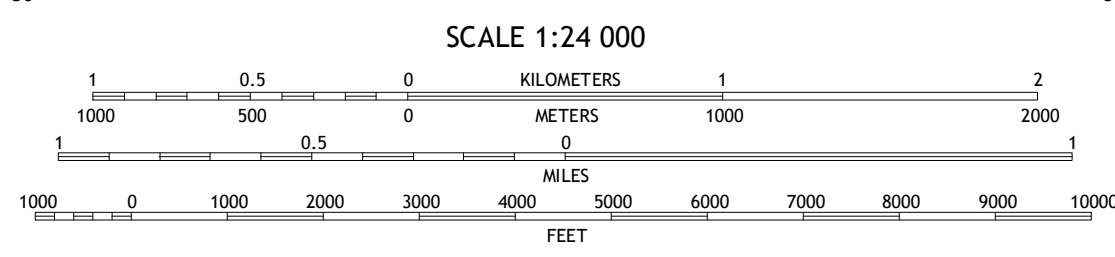 SCALE 1:24 000
1 0.5 0 KILOMETERS 1 2
1000 500 0 METERS 1000 2000
1 0.5 0 1
MILES
1000 0 1000 2000 3000 4000 5000 6000 7000 8000 9000 10000
FEET